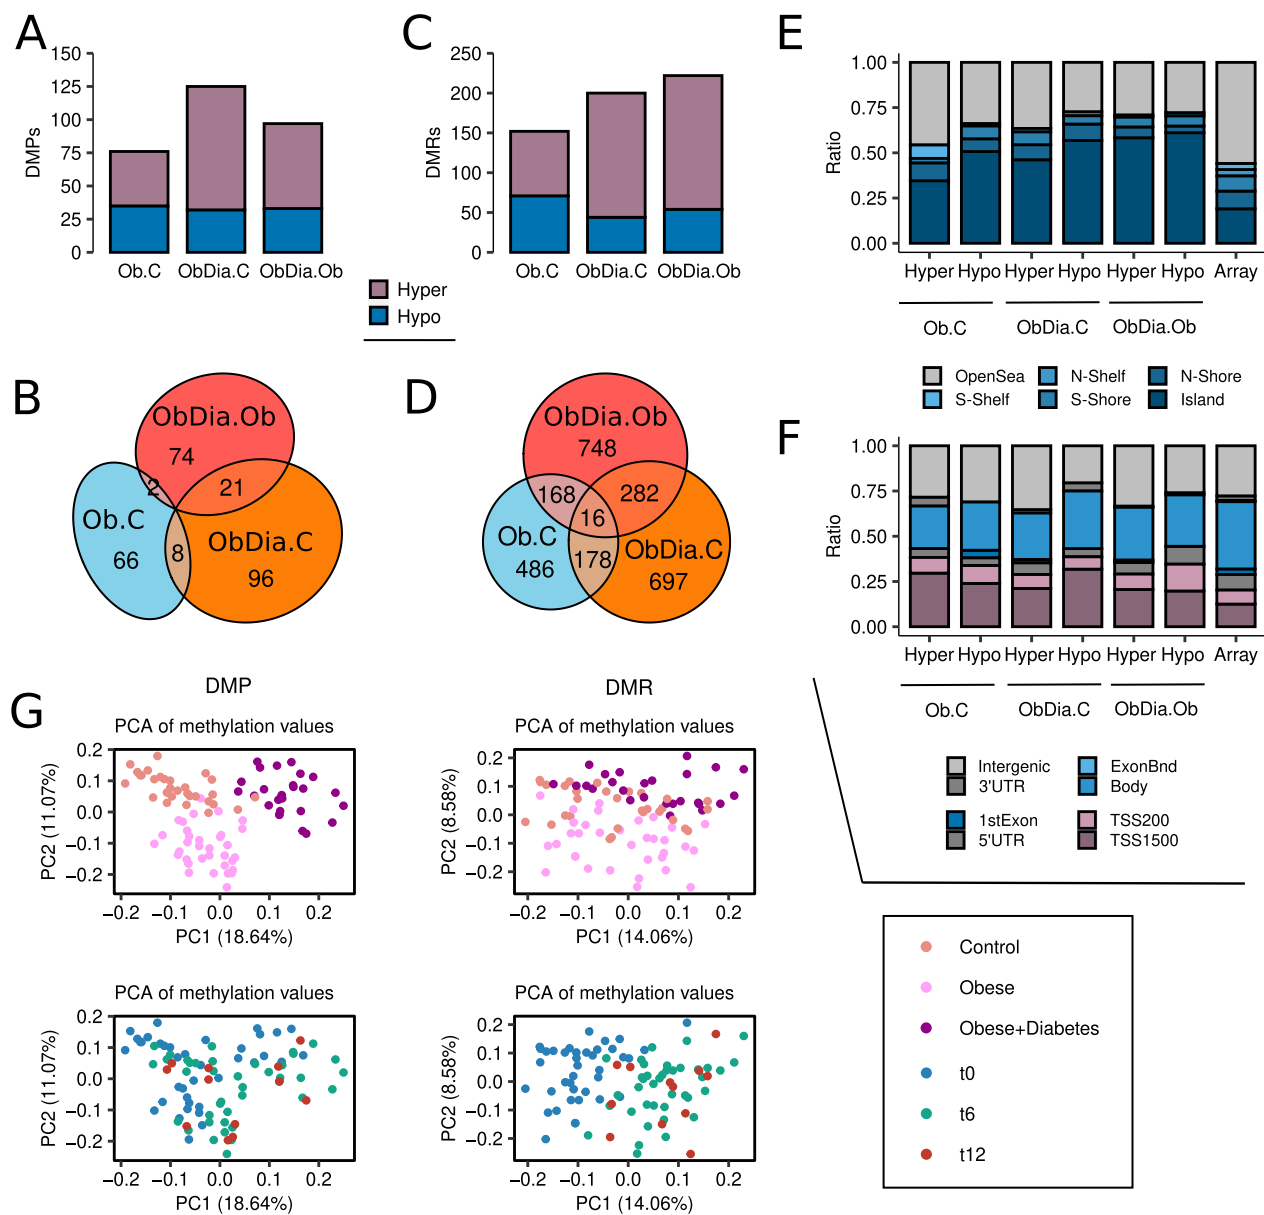 A
150
125
100
75
50
25
0
DMPs
Ob.C ObDia.C ObDia.Ob
C
250
200
150
100
50
0
DMRs
Ob.C ObDia.C ObDia.Ob
Hyper
Hypo
E
1.00
0.75
0.50
0.25
0.00
Ratio
Hyper Hypo Hyper Hypo Hyper Hypo Array
Ob.C ObDia.C ObDia.Ob
OpenSea N-Shelf N-Shore
S-Shelf S-Shore Island
B
ObDia.Ob
74
2
21
Ob.C
66
8
ObDia.C
96
D
ObDia.Ob
748
168
282
16
Ob.C
486
178
ObDia.C
697
F
1.00
0.75
0.50
0.25
0.00
Ratio
Hyper Hypo Hyper Hypo Hyper Hypo Array
Ob.C ObDia.C ObDia.Ob
Intergenic ExonBnd
3'UTR Body
1stExon TSS200
5'UTR TSS1500
G
DMP
PCA of methylation values
0.2
0.1
0.0
−0.1
−0.2
PC2 (11.07%)
−0.2 −0.1 0.0 0.1 0.2
PC1 (18.64%)
DMR
PCA of methylation values
0.2
0.1
0.0
−0.1
−0.2
PC2 (8.58%)
−0.2 −0.1 0.0 0.1 0.2
PC1 (14.06%)
PCA of methylation values
0.2
0.1
0.0
−0.1
−0.2
PC2 (11.07%)
−0.2 −0.1 0.0 0.1 0.2
PC1 (18.64%)
PCA of methylation values
0.2
0.1
0.0
−0.1
−0.2
PC2 (8.58%)
−0.2 −0.1 0.0 0.1 0.2
PC1 (14.06%)
Control
Obese
Obese+Diabetes
t0
t6
t12